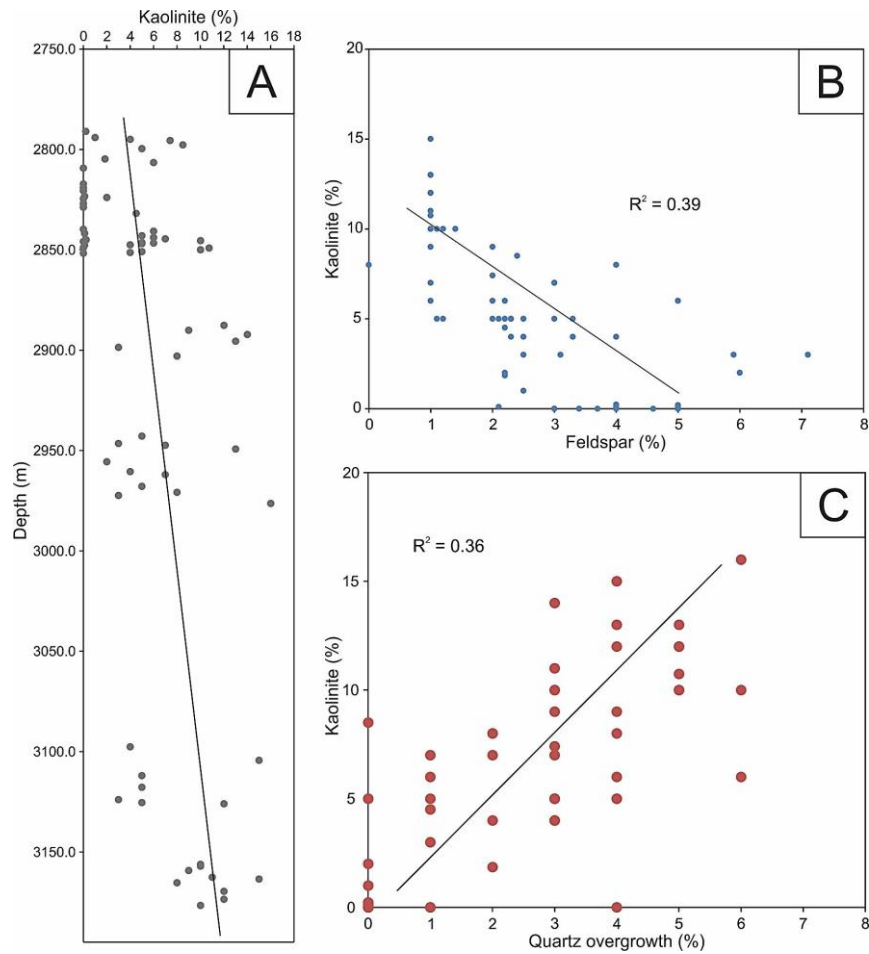 Kaolinite (%)
0 2 4 6 8 10 12 14 16 18
A
Depth (m)
2750.0
2800.0
2850.0
2900.0
2950.0
3000.0
3050.0
3100.0
3150.0
B
Kaolinite (%)
20
15
10
5
0
R² = 0.39
0 1 2 3 4 5 6 7 8
Feldspar (%)
C
Kaolinite (%)
20
15
10
5
0
R² = 0.36
0 1 2 3 4 5 6 7 8
Quartz overgrowth (%)